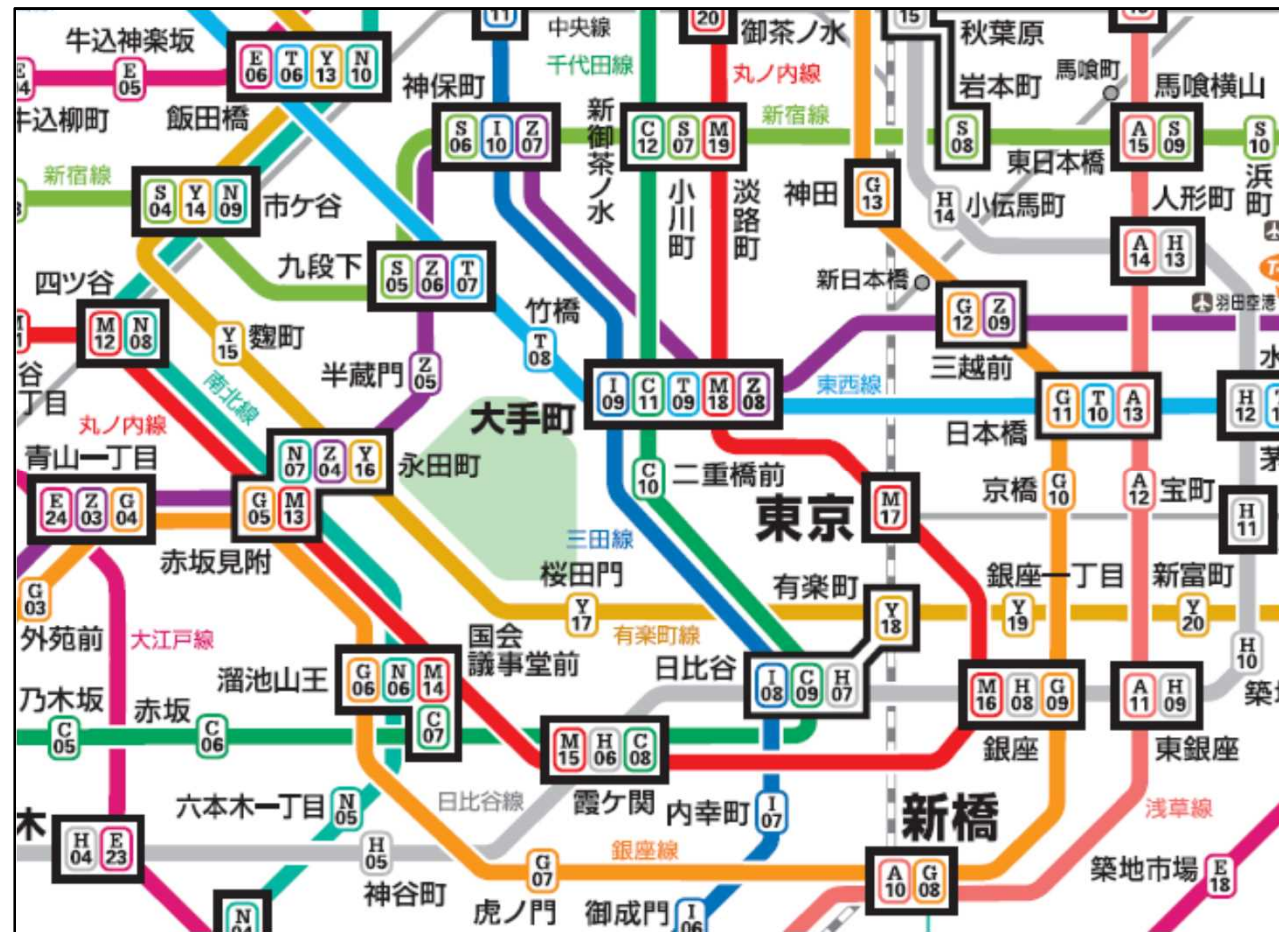 11
中央線
20
御茶ノ水
15
秋葉原
牛込神楽坂
E
06
T
06
Y
13
N
10
神保町
千代田線
丸ノ内線
馬喰町
岩本町
馬喰横山
04
E
05
牛込柳町
飯田橋
S
06
I
10
Z
07
新御茶ノ水
C
12
S
07
M
19
新宿線
S
08
東日本橋
A
15
S
09
S
10
浜町
新宿線
S
04
Y
14
N
09
市ケ谷
小川町
淡路町
神田
G
13
H
14
小伝馬町
人形町
A
14
H
13
四ツ谷
九段下
S
05
Z
06
T
07
新日本橋
羽田空港
M
12
N
08
Y
15
麴町
竹橋
T
08
G
12
Z
09
谷
丁目
南北線
半蔵門
Z
05
三越前
水
丸ノ内線
大手町
I
09
C
11
T
09
M
18
Z
08
東西線
G
11
T
10
A
13
H
12
日本橋
茅
青山一丁目
N
07
Z
04
Y
16
永田町
C
10
二重橋前
京橋
G
10
A
12
宝町
E
24
Z
03
G
04
G
05
M
13
東京
M
17
H
11
赤坂見附
三田線
桜田門
有楽町
銀座一丁目
新富町
G
03
外苑前
大江戸線
Y
17
有楽町線
Y
18
Y
19
Y
20
国会
議事堂前
日比谷
H
10
築
溜池山王
G
06
N
06
M
14
C
07
I
08
C
09
H
07
M
16
H
08
G
09
A
11
H
09
乃木坂
赤坂
C
05
C
06
M
15
H
06
C
08
銀座
東銀座
六本木一丁目
N
05
日比谷線
霞ケ関
内幸町
I
07
新橋
浅草線
木
H
04
E
23
H
05
神谷町
銀座線
G
07
虎ノ門
A
10
G
08
築地市場
E
18
御成門
I
06
N
04